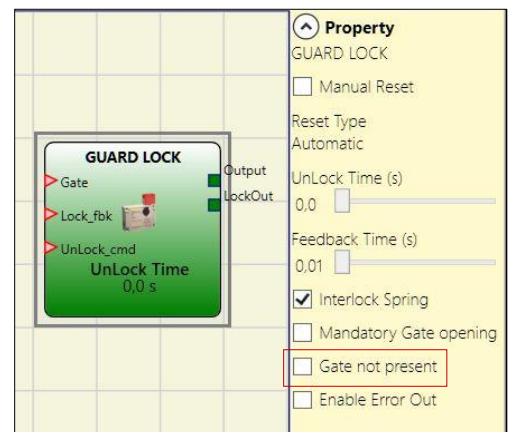 GUARD LOCK
Gate
Lock_fbk
UnLock_cmd
Output
LockOut
UnLock Time
0,0 s
Property
GUARD LOCK
Manual Reset
Reset Type
Automatic
UnLock Time (s)
0,0
Feedback Time (s)
0,01
Interlock Spring
Mandatory Gate opening
Gate not present
Enable Error Out